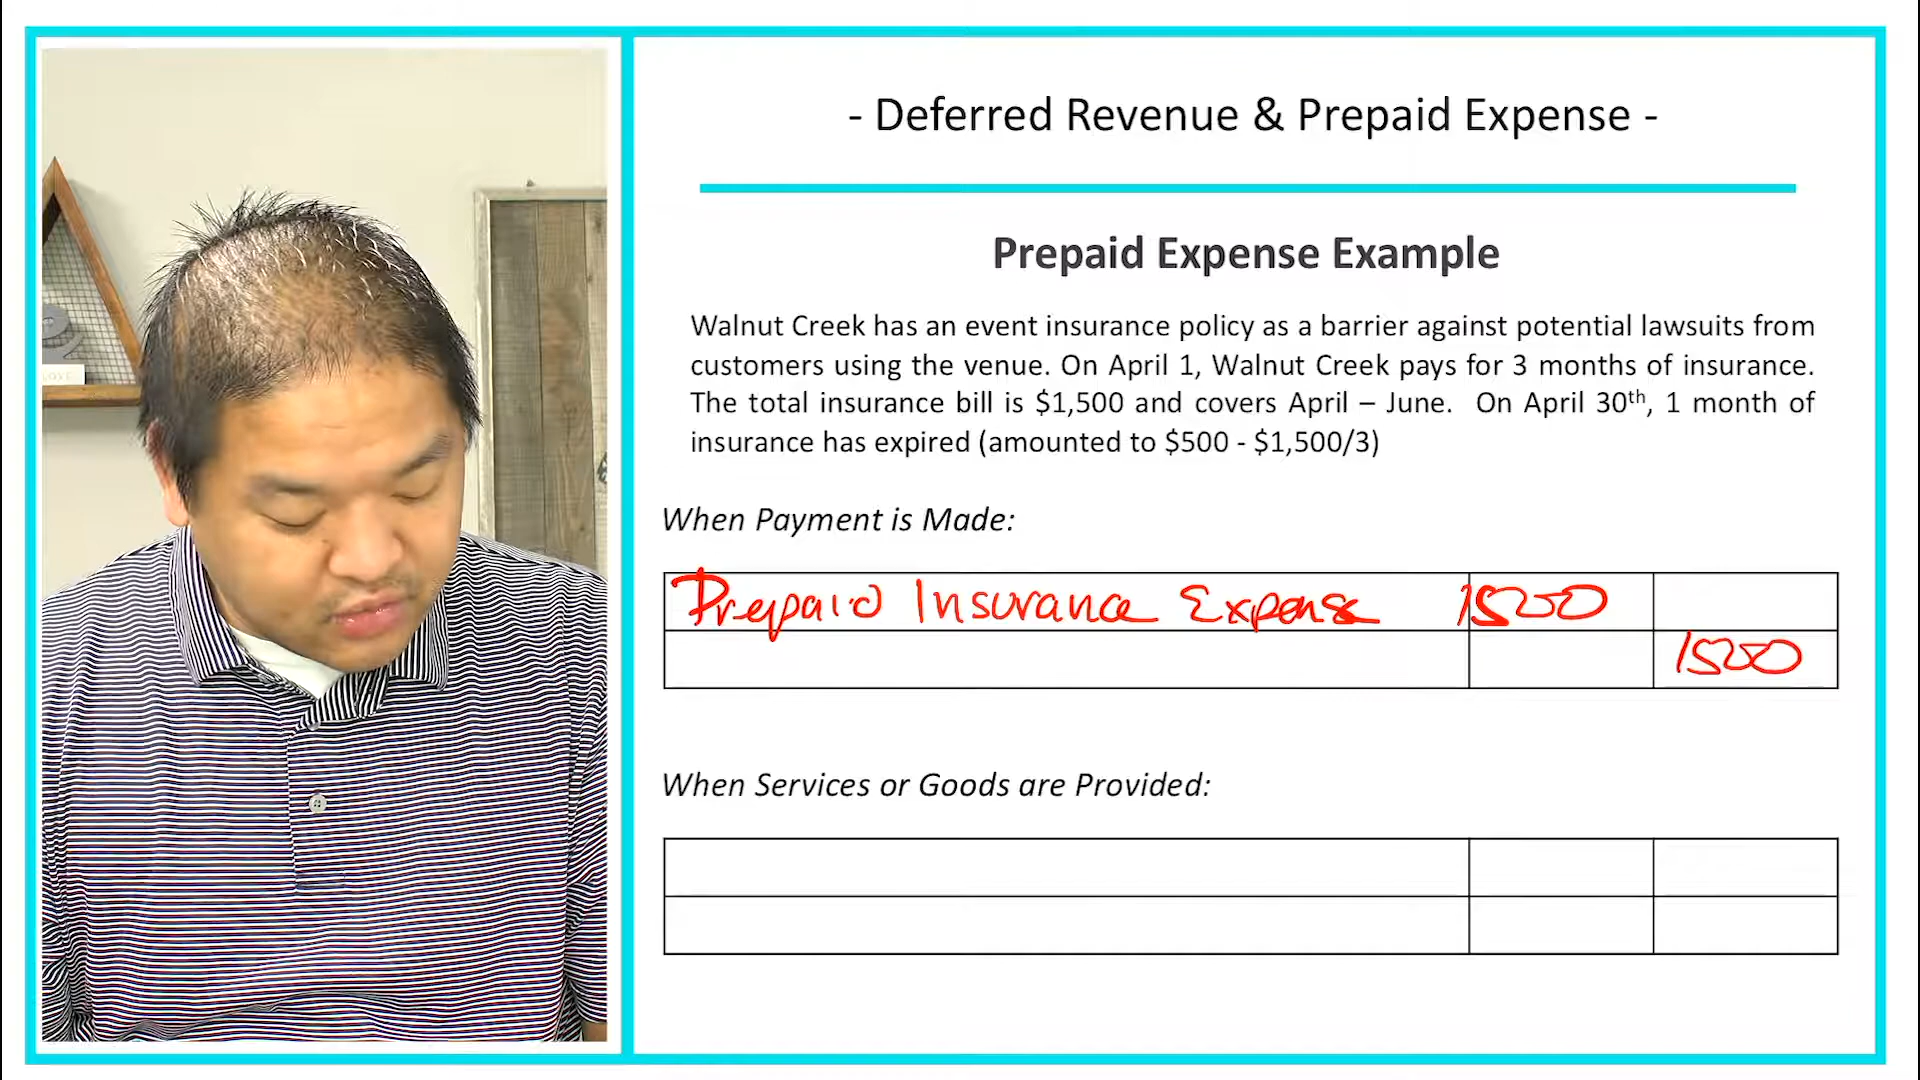 - Deferred Revenue & Prepaid Expense -
Prepaid Expense Example
Walnut Creek has an event insurance policy as a barrier against potential lawsuits from
customers using the venue. On April 1, Walnut Creek pays for 3 months of insurance.
The total insurance bill is $1,500 and covers April – June. On April 30th, 1 month of
insurance has expired (amounted to $500 - $1,500/3)
When Payment is Made:
Prepaid Insurance Expense 1500
1500
When Services or Goods are Provided: